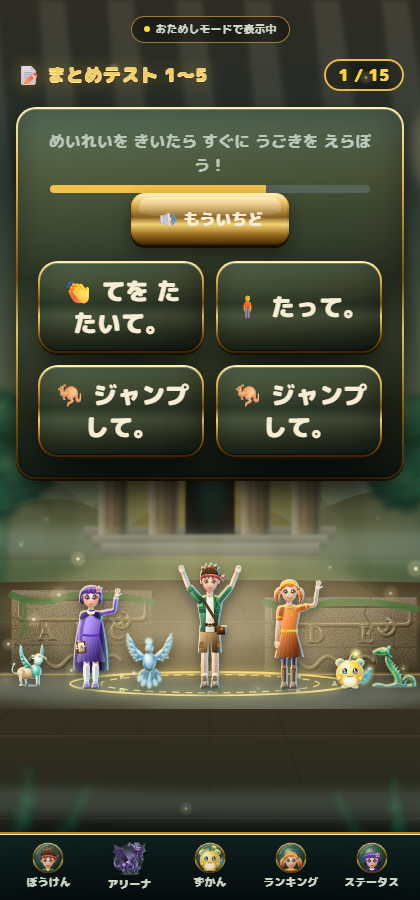 おためしモードで表示中
まとめテスト 1〜5
1 / 15
めいれいを きいたら すぐに うごきを えらぼ
う！
もういちど
てを た
たいて。
たって。
ジャンプ
して。
ジャンプ
して。
A
D E
ぼうけん
アリーナ
ずかん
ランキング
ステータス